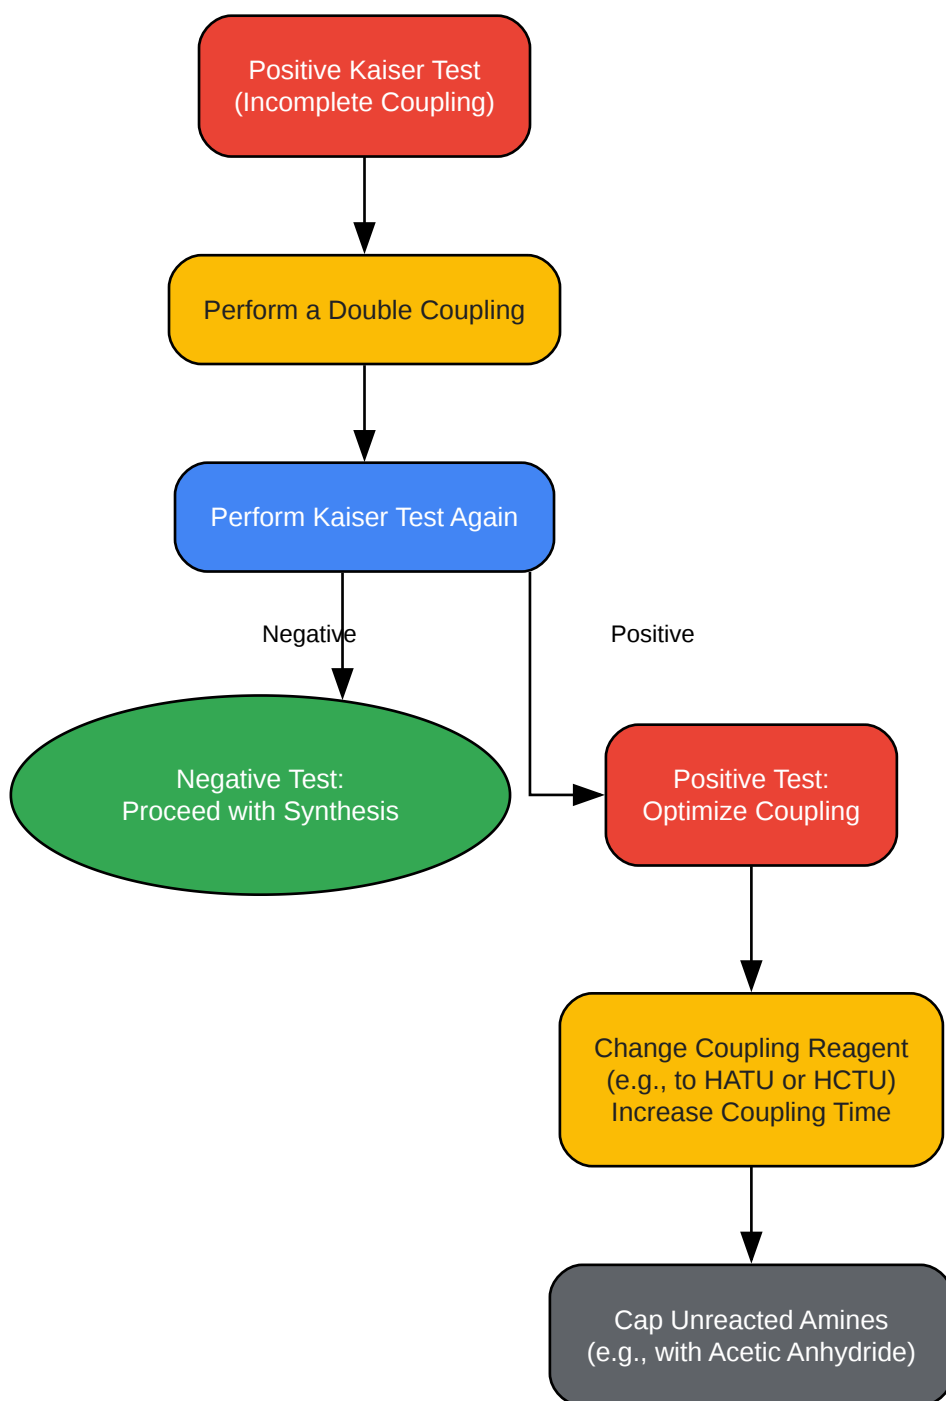 Positive Kaiser Test
(Incomplete Coupling)
Perform a Double Coupling
Perform Kaiser Test Again
Negative
Positive
Negative Test:
Proceed with Synthesis
Positive Test:
Optimize Coupling
Change Coupling Reagent
(e.g., to HATU or HCTU)
Increase Coupling Time
Cap Unreacted Amines
(e.g., with Acetic Anhydride)